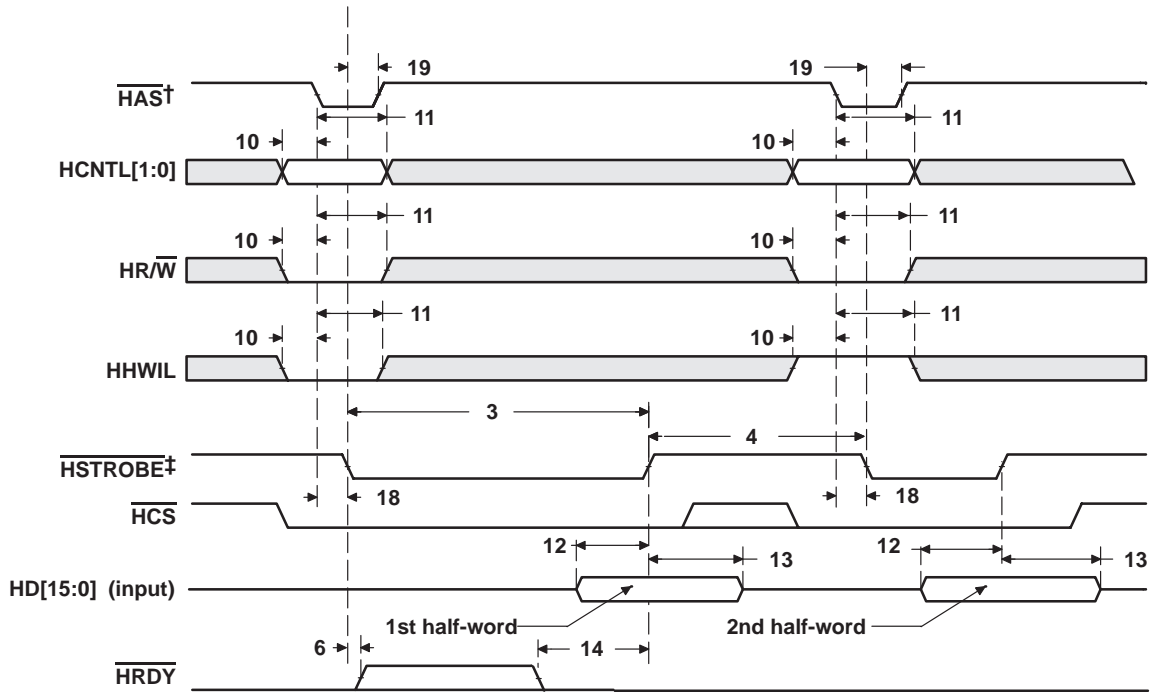 19 19
HAS†
11 11
10 10
HCNTL[1:0]
11 11
10 10
HR/W
11 11
10 10
HHWIL
3
4
HSTROBE‡
18 18
HCS
12 12
13 13
HD[15:0] (input)
1st half-word 2nd half-word
6 14
HRDY